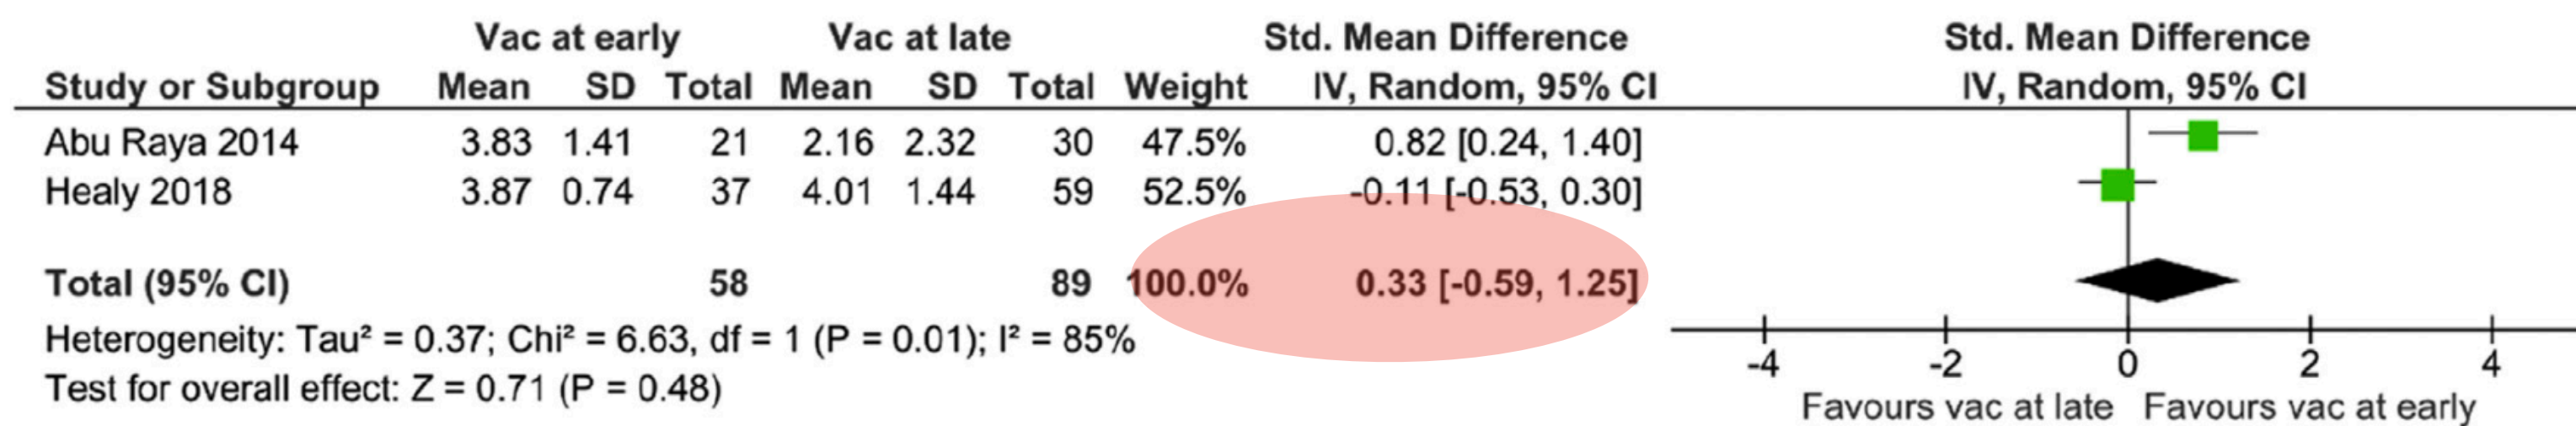 Vac at early Vac at late Std. Mean Difference Std. Mean Difference
Study or Subgroup Mean SD Total Mean SD Total Weight IV, Random, 95% CI IV, Random, 95% CI
Abu Raya 2014 3.83 1.41 21 2.16 2.32 30 47.5% 0.82 [0.24, 1.40]
Healy 2018 3.87 0.74 37 4.01 1.44 59 52.5% -0.11 [-0.53, 0.30]
Total (95% CI) 58 89 100.0% 0.33 [-0.59, 1.25]
Heterogeneity: Tau² = 0.37; Chi² = 6.63, df = 1 (P = 0.01); I² = 85%
Test for overall effect: Z = 0.71 (P = 0.48)
-4 -2 0 2 4
Favours vac at late Favours vac at early